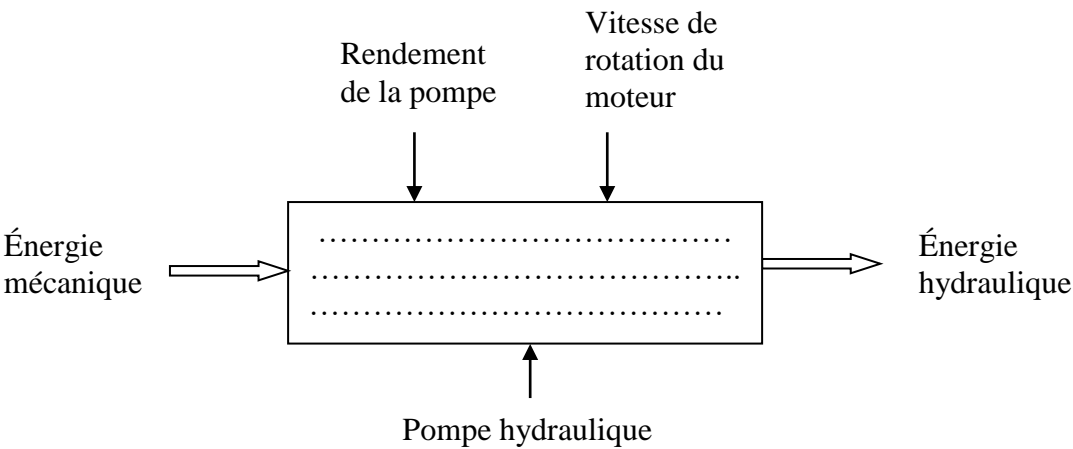 Rendement
de la pompe
Vitesse de
rotation du
moteur
Énergie
mécanique
……………………………………
……………………………………..
……………………………………
Énergie
hydraulique
Pompe hydraulique